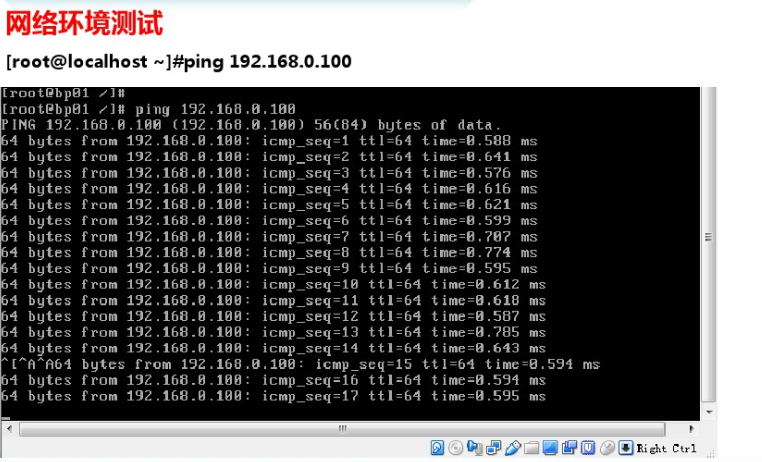 网络环境测试
[root@localhost ~]#ping 192.168.0.100
[root@bp01 /]#
[root@bp01 /]# ping 192.168.0.100
PING 192.168.0.100 (192.168.0.100) 56(84) bytes of data.
64 bytes from 192.168.0.100: icmp_seq=1 ttl=64 time=0.588 ms
64 bytes from 192.168.0.100: icmp_seq=2 ttl=64 time=0.641 ms
64 bytes from 192.168.0.100: icmp_seq=3 ttl=64 time=0.576 ms
64 bytes from 192.168.0.100: icmp_seq=4 ttl=64 time=0.616 ms
64 bytes from 192.168.0.100: icmp_seq=5 ttl=64 time=0.621 ms
64 bytes from 192.168.0.100: icmp_seq=6 ttl=64 time=0.599 ms
64 bytes from 192.168.0.100: icmp_seq=7 ttl=64 time=0.707 ms
64 bytes from 192.168.0.100: icmp_seq=8 ttl=64 time=0.774 ms
64 bytes from 192.168.0.100: icmp_seq=9 ttl=64 time=0.595 ms
64 bytes from 192.168.0.100: icmp_seq=10 ttl=64 time=0.612 ms
64 bytes from 192.168.0.100: icmp_seq=11 ttl=64 time=0.618 ms
64 bytes from 192.168.0.100: icmp_seq=12 ttl=64 time=0.587 ms
64 bytes from 192.168.0.100: icmp_seq=13 ttl=64 time=0.785 ms
64 bytes from 192.168.0.100: icmp_seq=14 ttl=64 time=0.643 ms
^[^A^A64 bytes from 192.168.0.100: icmp_seq=15 ttl=64 time=0.594 ms
64 bytes from 192.168.0.100: icmp_seq=16 ttl=64 time=0.594 ms
64 bytes from 192.168.0.100: icmp_seq=17 ttl=64 time=0.595 ms
Right Ctrl